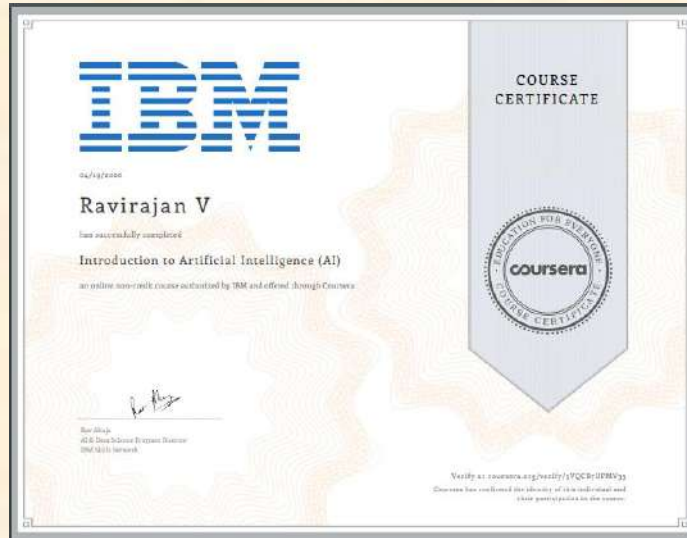 IBM
COURSE
CERTIFICATE
04/19/2020
Ravirajan V
has successfully completed
Introduction to Artificial Intelligence (AI)
an online non-credit course authorized by IBM and offered through Coursera
EDUCATION FOR EVERYONE
coursera
COURSE CERTIFICATE
Rav Ahuja
AI & Data Science Program Director
IBM Skills Network
Verify at coursera.org/verify/
Coursera has confirmed the identity of this individual and
their participation in the course.